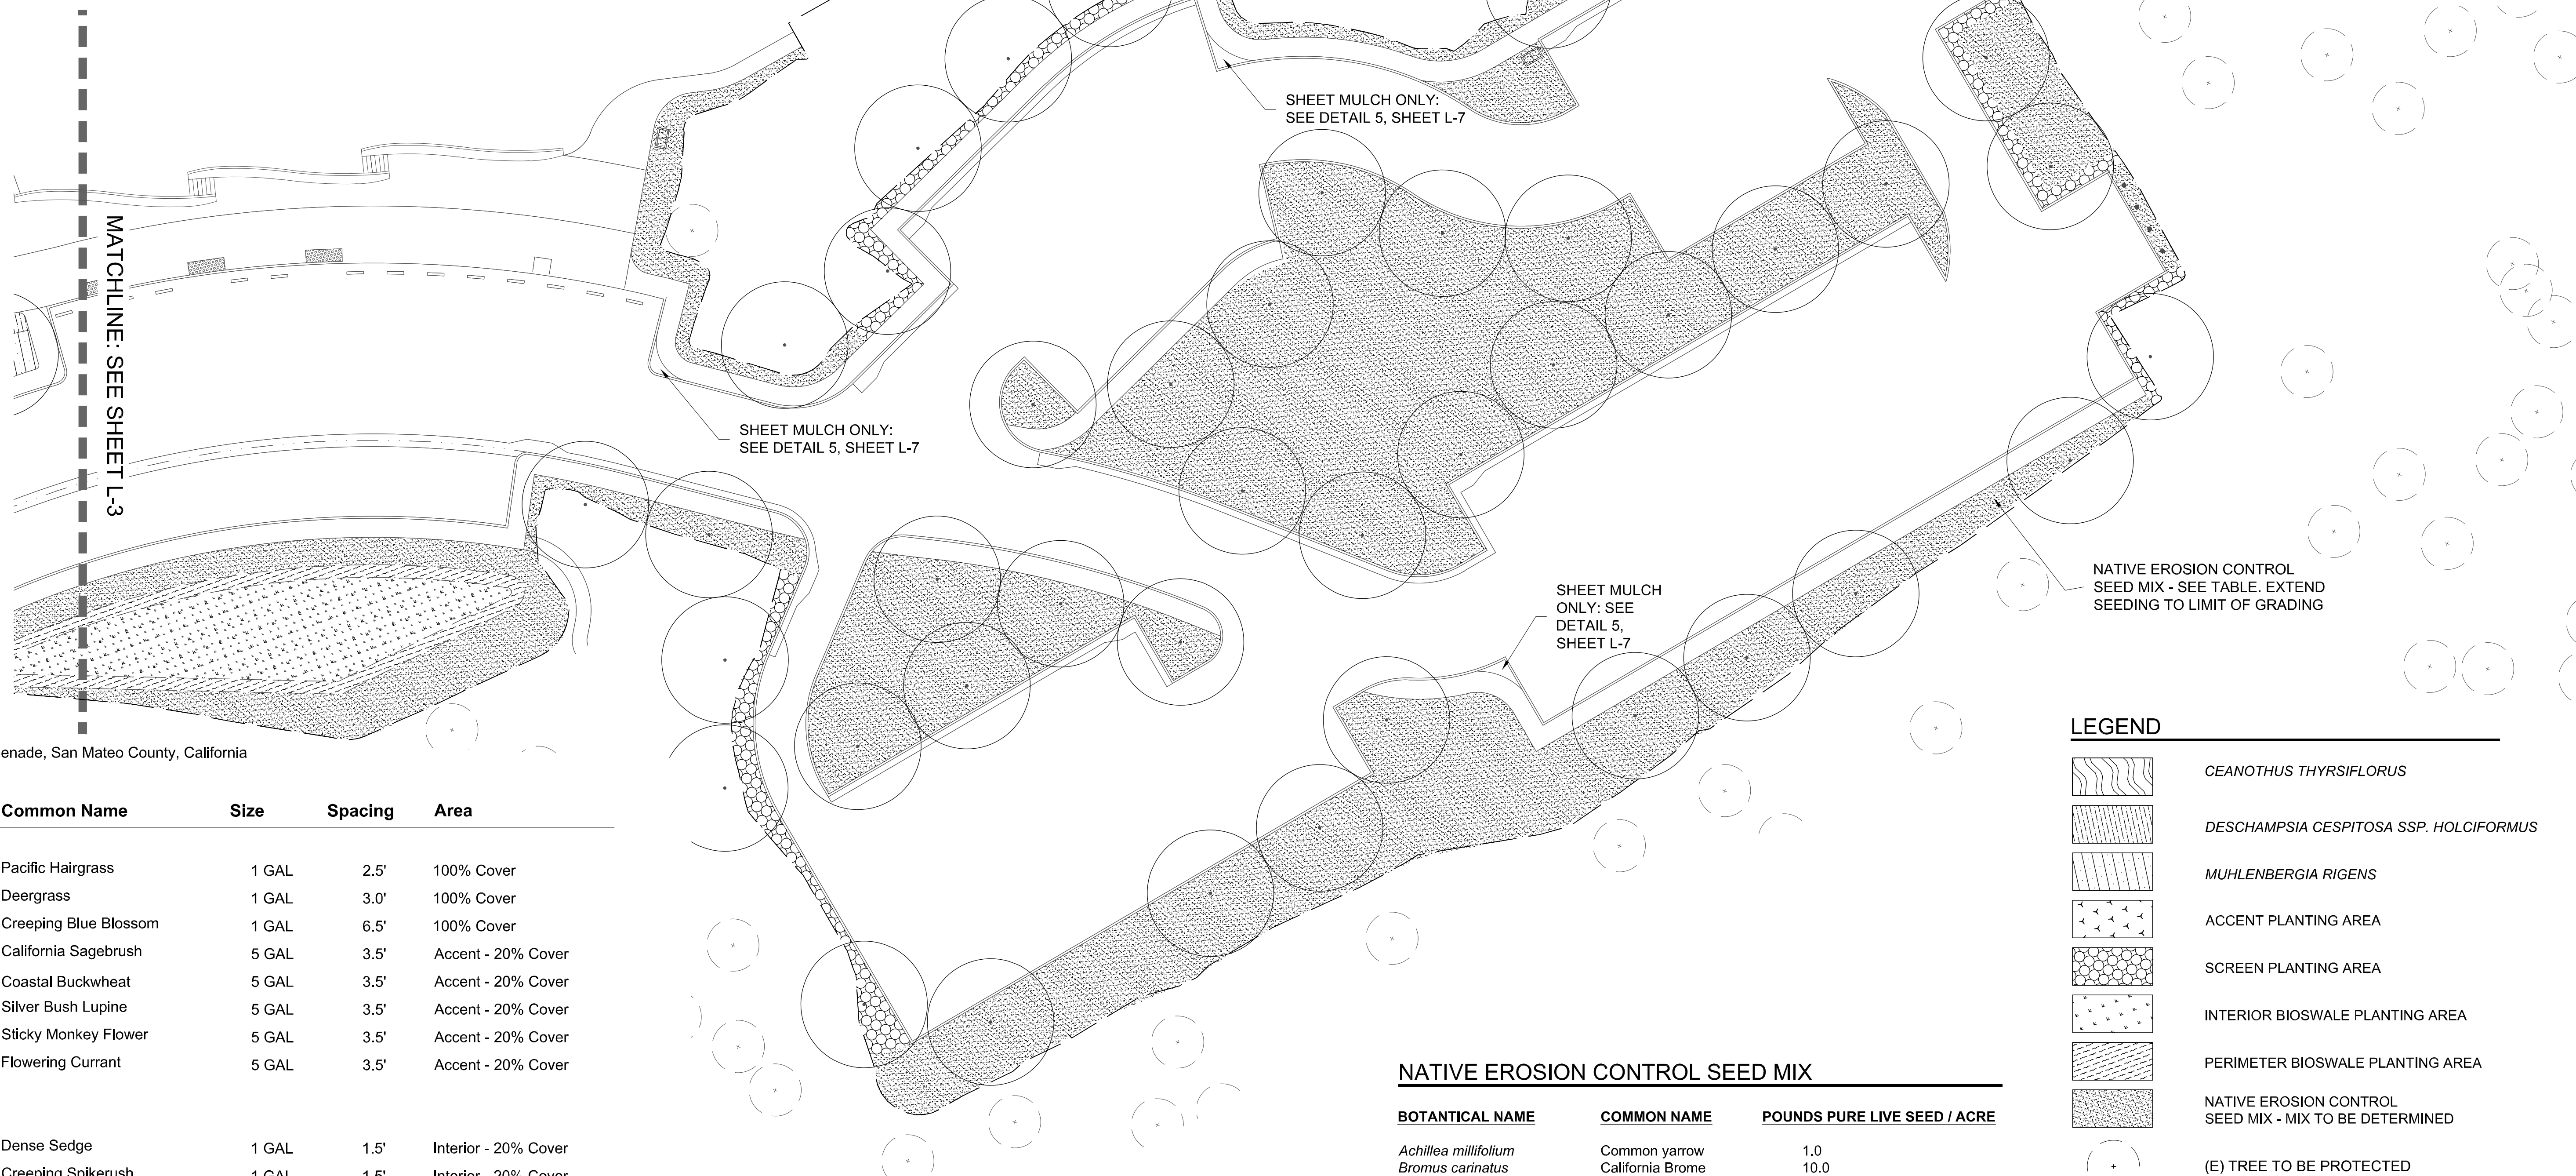 SHEET MULCH ONLY:
SEE DETAIL 5, SHEET L-7
MATCHLINE: SEE SHEET L-3
SHEET MULCH ONLY:
SEE DETAIL 5, SHEET L-7
NATIVE EROSION CONTROL
SEED MIX - SEE TABLE. EXTEND
SEEDING TO LIMIT OF GRADING
SHEET MULCH
ONLY: SEE
DETAIL 5,
SHEET L-7
enade, San Mateo County, California
Common Name Size Spacing Area
Pacific Hairgrass 1 GAL 2.5' 100% Cover
Deergrass 1 GAL 3.0' 100% Cover
Creeping Blue Blossom 1 GAL 6.5' 100% Cover
California Sagebrush 5 GAL 3.5' Accent - 20% Cover
Coastal Buckwheat 5 GAL 3.5' Accent - 20% Cover
Silver Bush Lupine 5 GAL 3.5' Accent - 20% Cover
Sticky Monkey Flower 5 GAL 3.5' Accent - 20% Cover
Flowering Currant 5 GAL 3.5' Accent - 20% Cover
Dense Sedge 1 GAL 1.5' Interior - 20% Cover
Creeping Spikerush 1 GAL 1.5' Interior - 20% Cover
NATIVE EROSION CONTROL SEED MIX
BOTANICAL NAME COMMON NAME POUNDS PURE LIVE SEED / ACRE
Achillea millifolium Common yarrow 1.0
Bromus carinatus California Brome 10.0
LEGEND
CEANOTHUS THYRSIFLORUS
DESCHAMPSIA CESPITOSA SSP. HOLCIFORMUS
MUHLENBERGIA RIGENS
ACCENT PLANTING AREA
SCREEN PLANTING AREA
INTERIOR BIOSWALE PLANTING AREA
PERIMETER BIOSWALE PLANTING AREA
NATIVE EROSION CONTROL
SEED MIX - MIX TO BE DETERMINED
(E) TREE TO BE PROTECTED